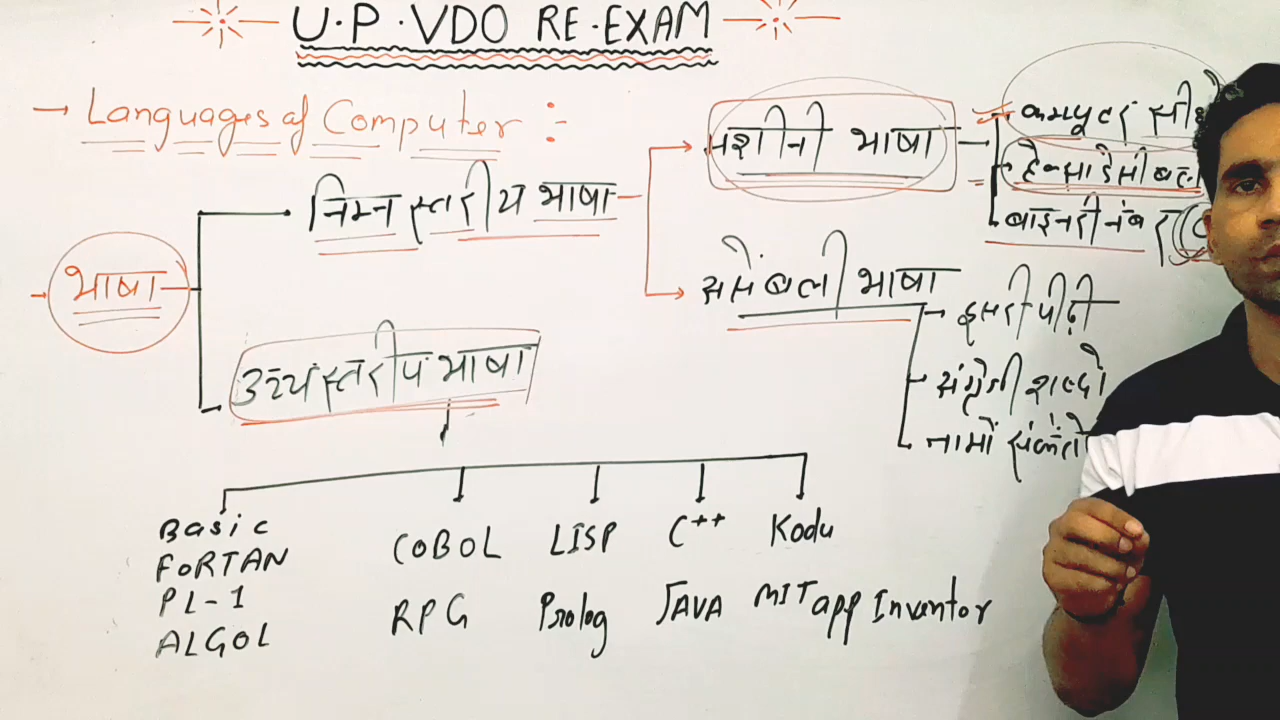 U.P.VDO RE-EXAM
→ Languages of Computer :-
भाषा
निम्न स्तरीय भाषा
मशीनी भाषा
असेंबली भाषा
उच्च स्तरीय भाषा
बाइनरी नंब
शब्दो
नामों
Basic
FORTAN
PL-1
ALGOL
COBOL
RPG
LISP
Prolog
C++
JAVA
Kodu
MIT app Inventor